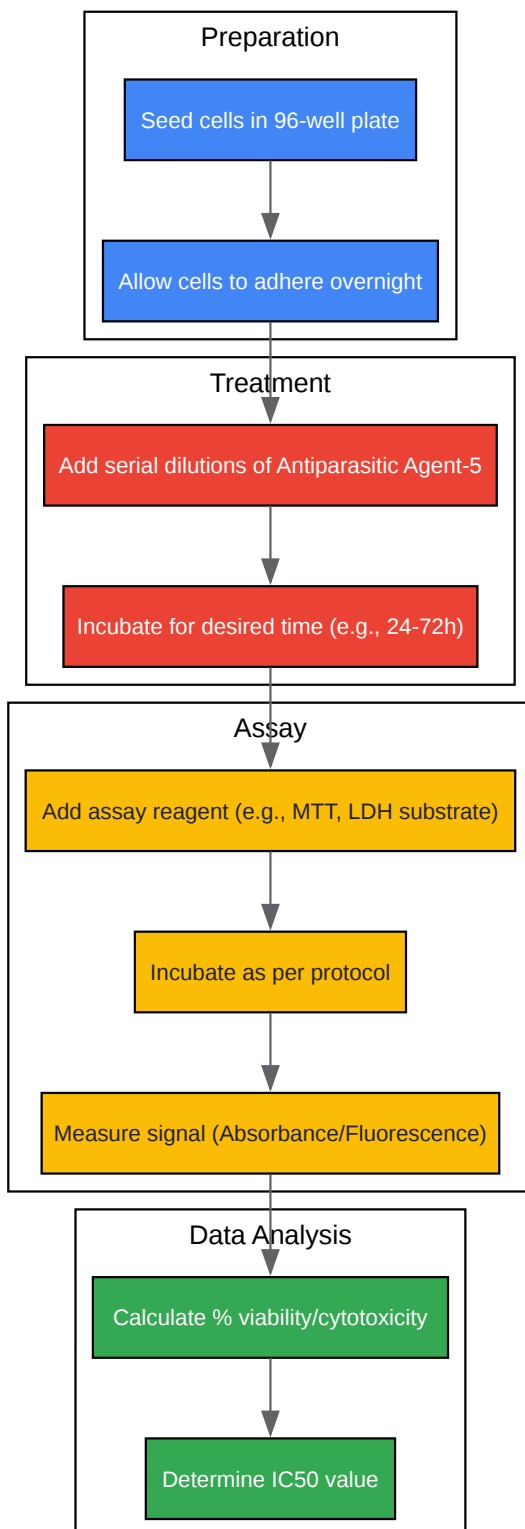 Preparation
Seed cells in 96-well plate
Allow cells to adhere overnight
Treatment
Add serial dilutions of Antiparasitic Agent-5
Incubate for desired time (e.g., 24-72h)
Assay
Add assay reagent (e.g., MTT, LDH substrate)
Incubate as per protocol
Measure signal (Absorbance/Fluorescence)
Data Analysis
Calculate % viability/cytotoxicity
Determine IC50 value